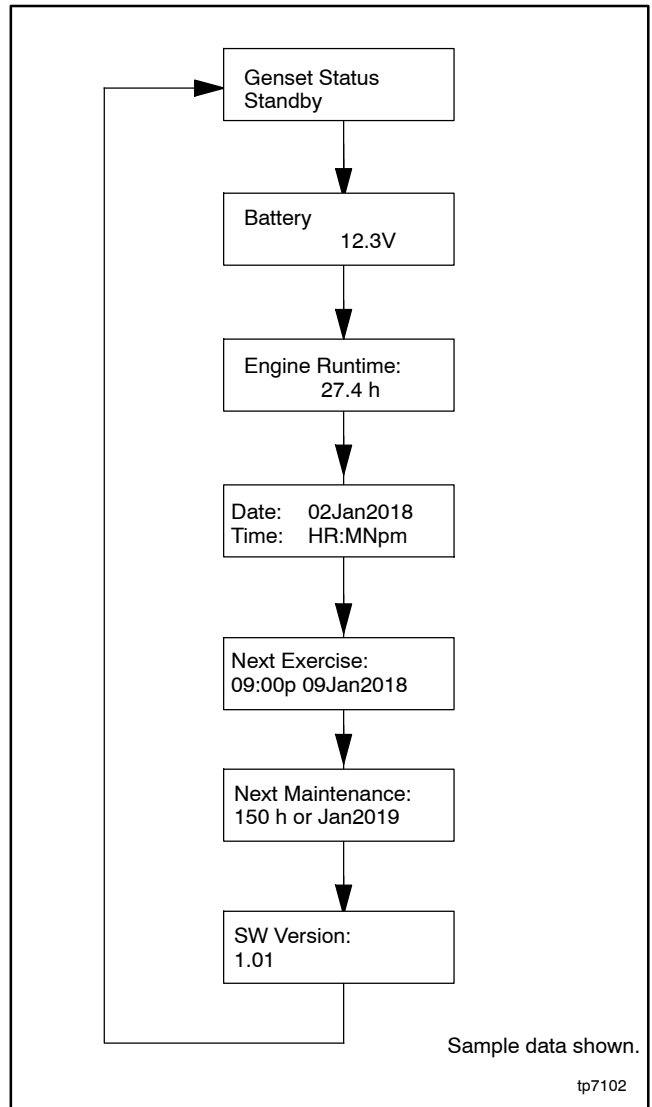 Genset Status
Standby
Battery
12.3V
Engine Runtime:
27.4 h
Date: 02Jan2018
Time: HR:MNpm
Next Exercise:
09:00p 09Jan2018
Next Maintenance:
150 h or Jan2019
SW Version:
1.01
Sample data shown.
tp7102